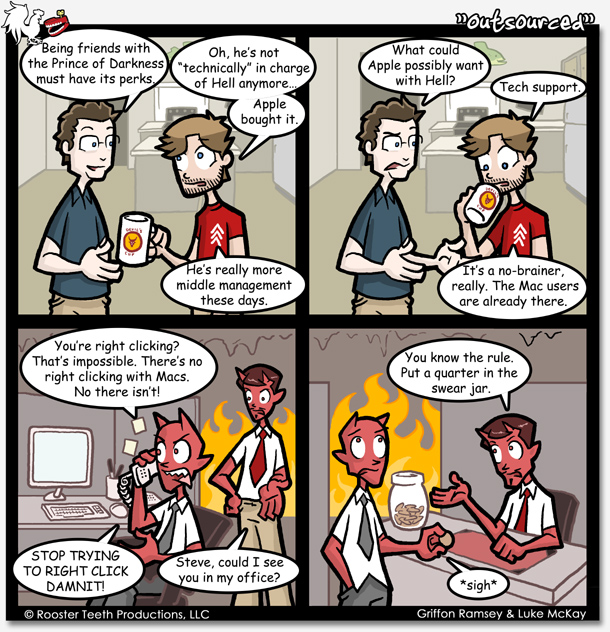 "Outsourced"
Being friends with
the Prince of Darkness
must have its perks.
Oh, he's not
"technically" in charge
of Hell anymore...
Apple
bought it.
DEVIL'S
CUP
He's really more
middle management
these days.
What could
Apple possibly want
with Hell?
Tech support.
DEVIL'S
CUP
It's a no-brainer,
really. The Mac users
are already there.
You're right clicking?
That's impossible. There's no
right clicking with Macs.
No there isn't!
STOP TRYING
TO RIGHT CLICK
DAMNIT!
Steve, could I see
you in my office?
You know the rule.
Put a quarter in the
swear jar.
*sigh*
© Rooster Teeth Productions, LLC
Griffon Ramsey & Luke McKay